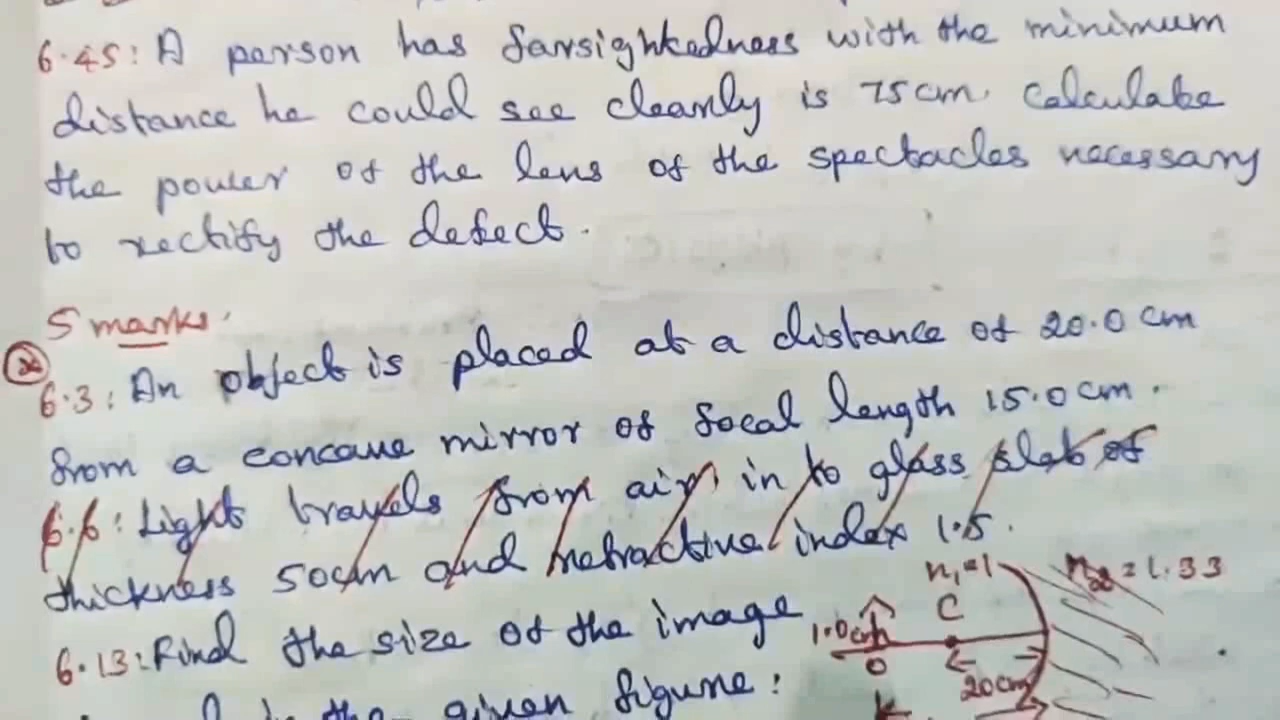 6.45: A person has farsightedness with the minimum
distance he could see clearly is 75cm. Calculate
the power of the lens of the spectacles necessary
to rectify the defect.
5 marks.
6.3: An object is placed at a distance of 20.0 cm
from a concave mirror of focal length 15.0 cm.
6.6: Light travels from air in to glass slab of
thickness 50cm and refractive index 1.5.
n₁=1 n₂=1.33
C
6.13: Find the size of the image
1.0cm
O
20cm
in the given figure: